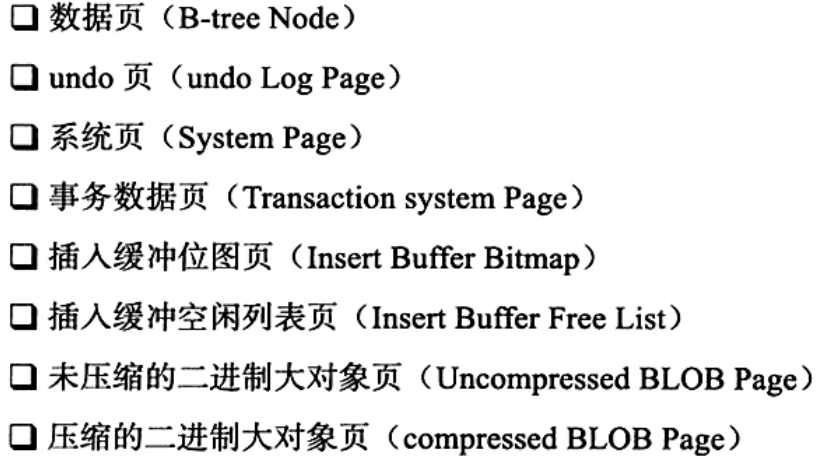 ❑ 数据页（B-tree Node）
❑ undo 页（undo Log Page）
❑ 系统页（System Page）
❑ 事务数据页（Transaction system Page）
❑ 插入缓冲位图页（Insert Buffer Bitmap）
❑ 插入缓冲空闲列表页（Insert Buffer Free List）
❑ 未压缩的二进制大对象页（Uncompressed BLOB Page）
❑ 压缩的二进制大对象页（compressed BLOB Page）